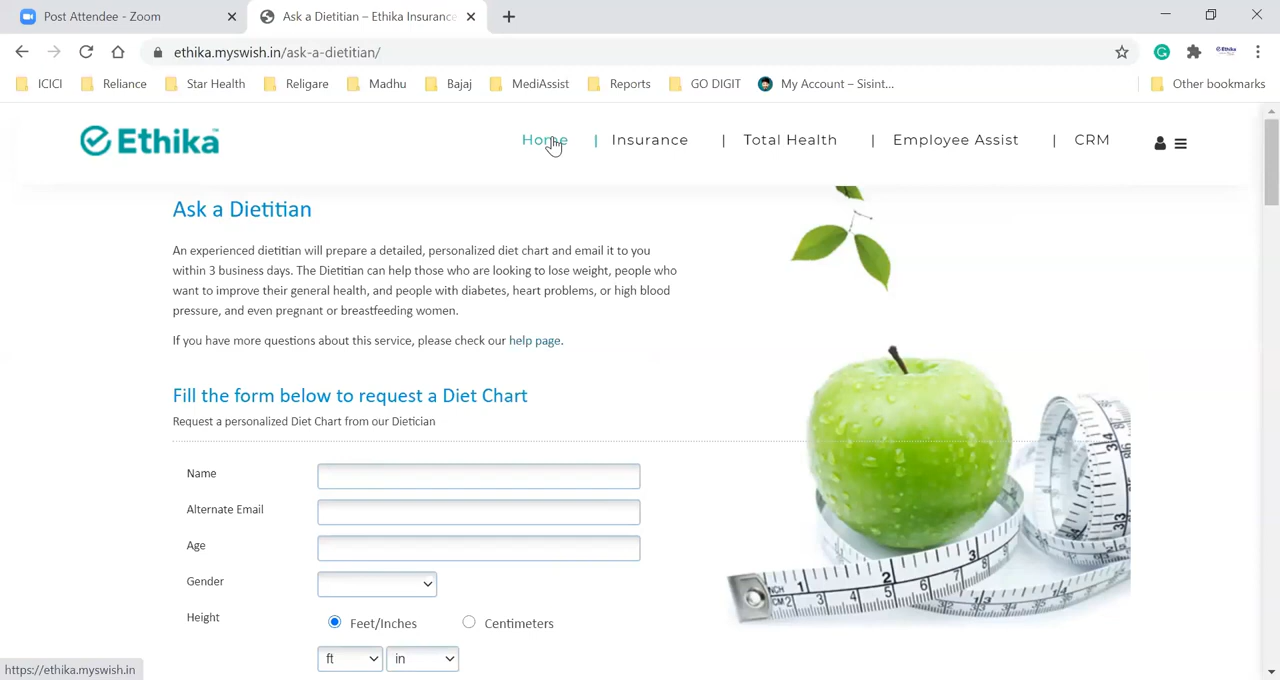 Post Attendee - Zoom
Ask a Dietitian – Ethika Insurance
ethika.myswish.in/ask-a-dietitian/
ICICI Reliance Star Health Religare Madhu Bajaj MediAssist Reports GO DIGIT My Account – Sisint... Other bookmarks
Ethika™
Home | Insurance | Total Health | Employee Assist | CRM
Ask a Dietitian
An experienced dietitian will prepare a detailed, personalized diet chart and email it to you
within 3 business days. The Dietitian can help those who are looking to lose weight, people who
want to improve their general health, and people with diabetes, heart problems, or high blood
pressure, and even pregnant or breastfeeding women.
If you have more questions about this service, please check our help page.
Fill the form below to request a Diet Chart
Request a personalized Diet Chart from our Dietician
Name
Alternate Email
Age
Gender
Height
Feet/Inches Centimeters
ft in
https://ethika.myswish.in